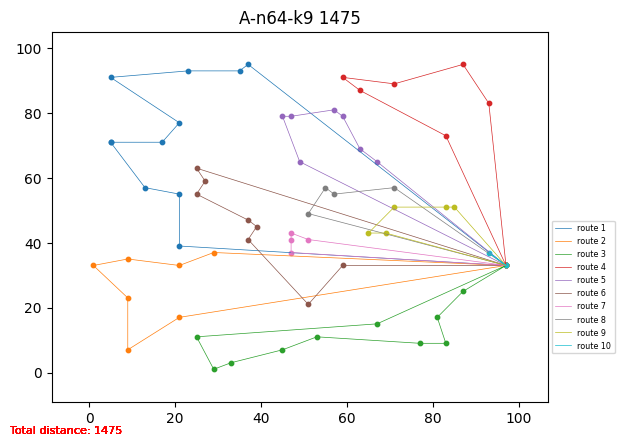 A-n64-k9 1475
100
80
60
40
20
0
0 20 40 60 80 100
route 1
route 2
route 3
route 4
route 5
route 6
route 7
route 8
route 9
route 10
Total distance: 1475